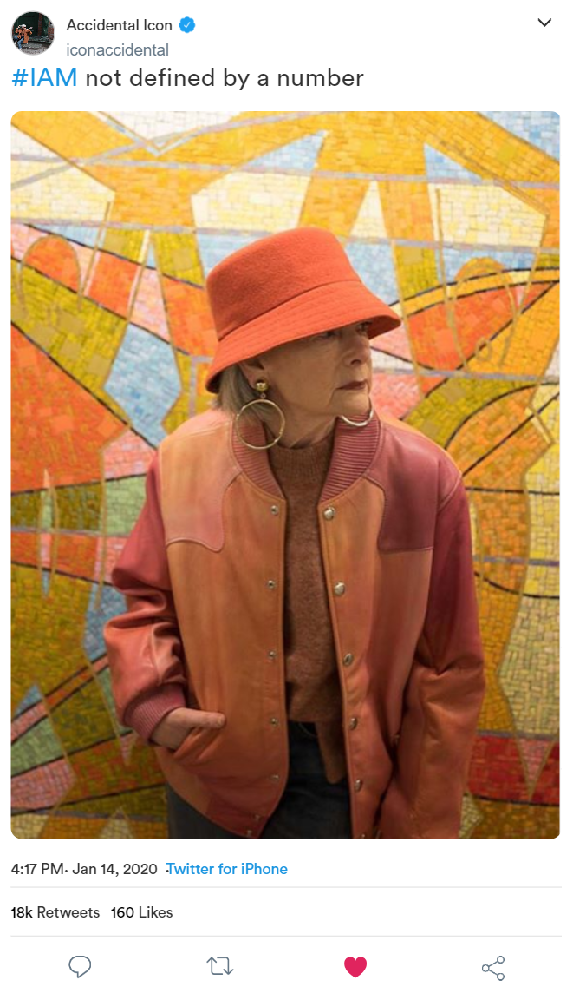 Accidental Icon
iconaccidental
#IAM not defined by a number
4:17 PM· Jan 14, 2020 ·Twitter for iPhone
18k Retweets 160 Likes